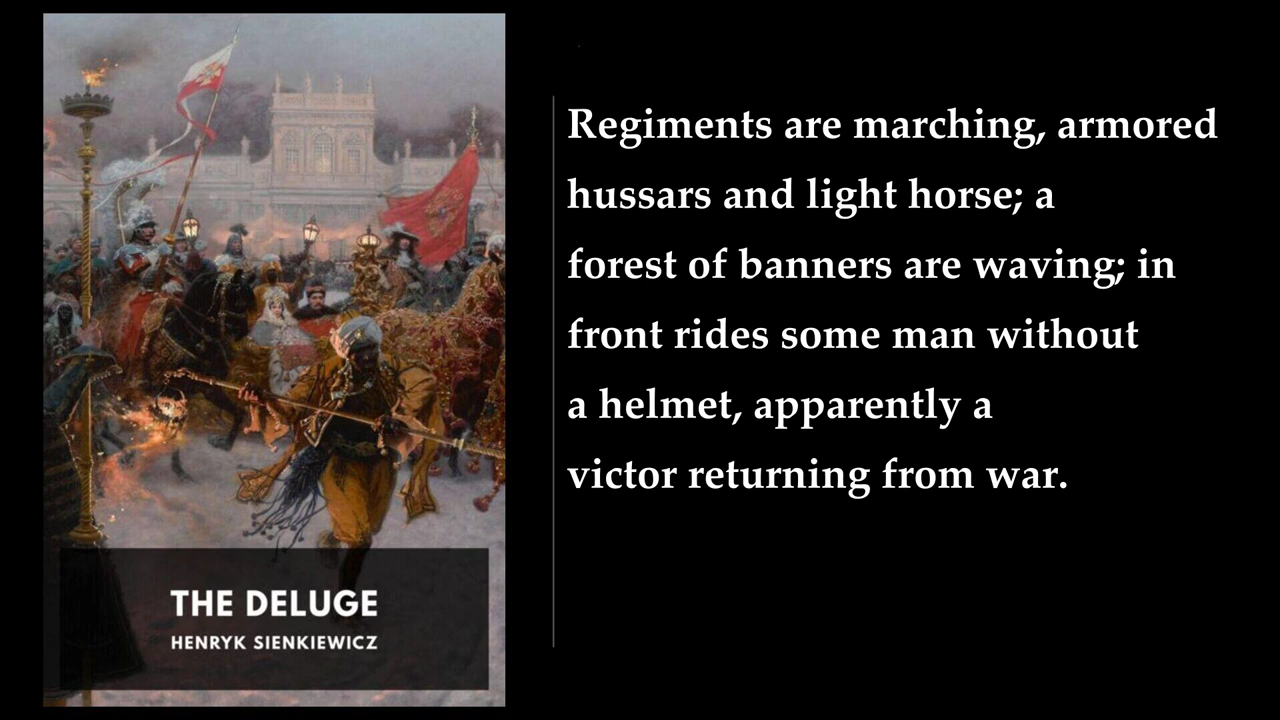 Regiments are marching, armored
hussars and light horse; a
forest of banners are waving; in
front rides some man without
a helmet, apparently a
victor returning from war.
THE DELUGE
HENRYK SIENKIEWICZ